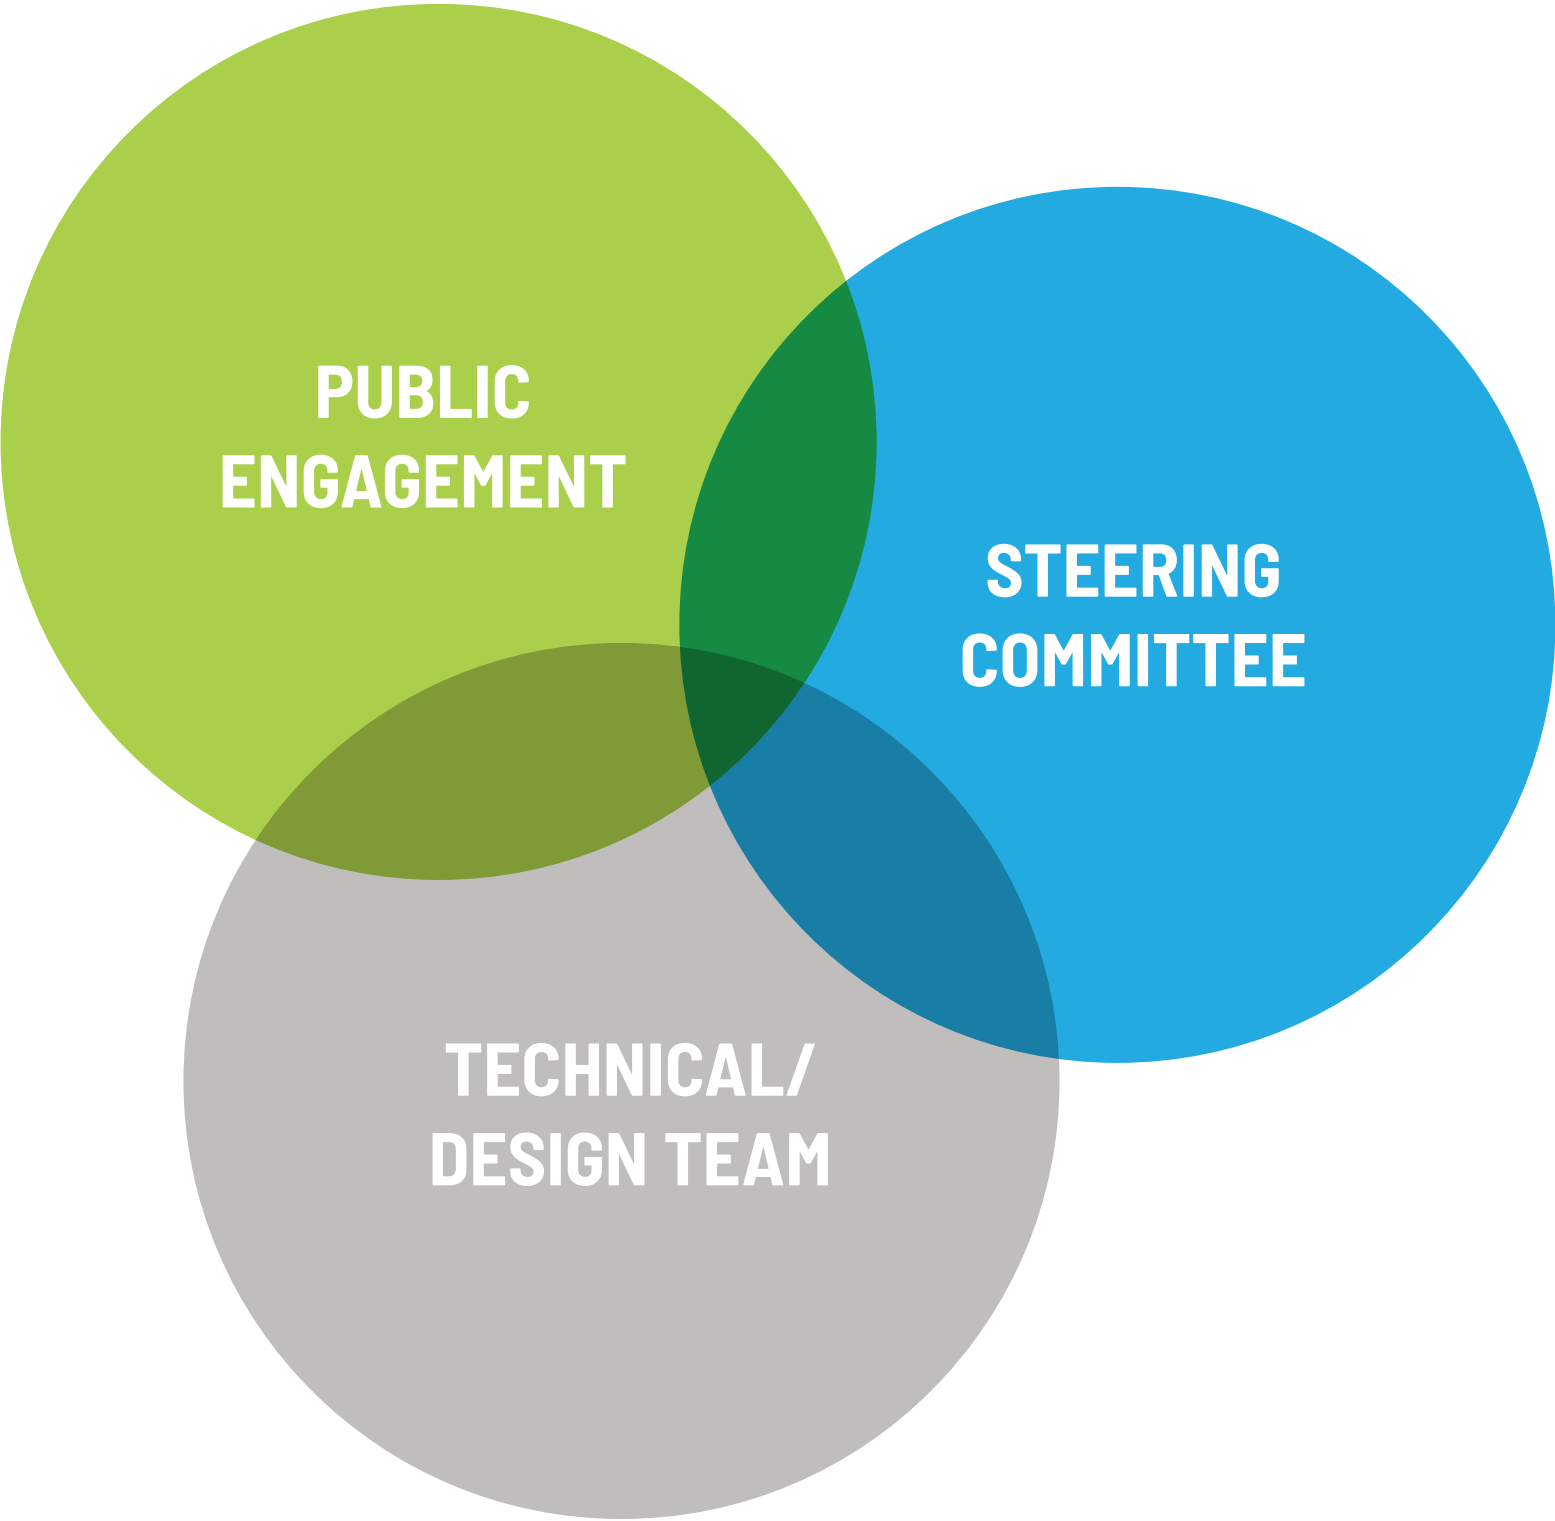 PUBLIC
ENGAGEMENT
STEERING
COMMITTEE
TECHNICAL/
DESIGN TEAM